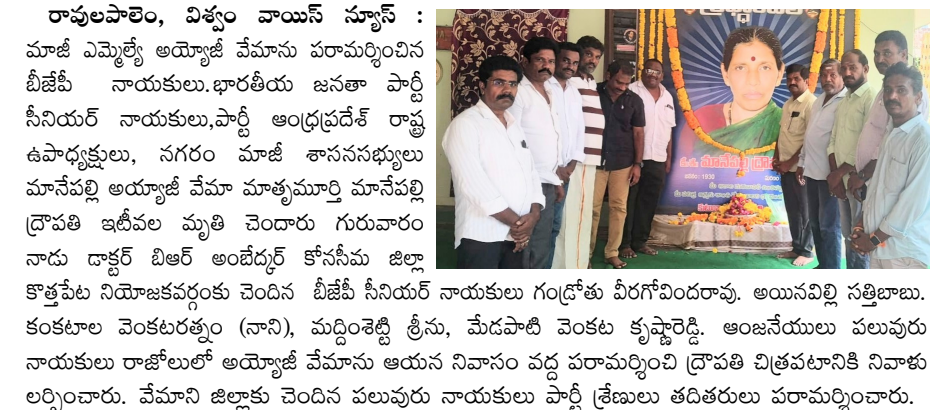 రావులపాలెం, విశ్వం వాయిస్ న్యూస్ :
మాజీ ఎమ్మెల్యే అయ్యోజీ వేమాను పరామర్శించిన
బీజేపీ నాయకులు.భారతీయ జనతా పార్టీ
సీనియర్ నాయకులు,పార్టీ ఆంధ్రప్రదేశ్ రాష్ట్ర
ఉపాధ్యక్షులు, నగరం మాజీ శాసనసభ్యులు
మానేపల్లి అయ్యాజీ వేమా మాతృమూర్తి మానేపల్లి
ద్రౌపతి ఇటీవల మృతి చెందారు గురువారం
నాడు డాక్టర్ బిఆర్ అంబేద్కర్ కోనసీమ జిల్లా
కొత్తపేట నియోజకవర్గంకు చెందిన బీజేపీ సీనియర్ నాయకులు గండ్రోతు వీరగోవిందరావు. అయినవిల్లి సత్తిబాబు.
కంకటాల వెంకటరత్నం (నాని), మద్దింశెట్టి శ్రీను, మేడపాటి వెంకట కృష్ణారెడ్డి. ఆంజనేయులు పలువురు
నాయకులు రాజోలులో అయ్యోజీ వేమాను ఆయన నివాసం వద్ద పరామర్శించి ద్రౌపతి చిత్రపటానికి నివాళు
లర్పించారు. వేమాని జిల్లాకు చెందిన పలువురు నాయకులు పార్టీ శ్రేణులు తదితరులు పరామర్శించారు.
శ్రద్ధాంజలి
కీ.శే. మానేపల్లి ద్రౌ